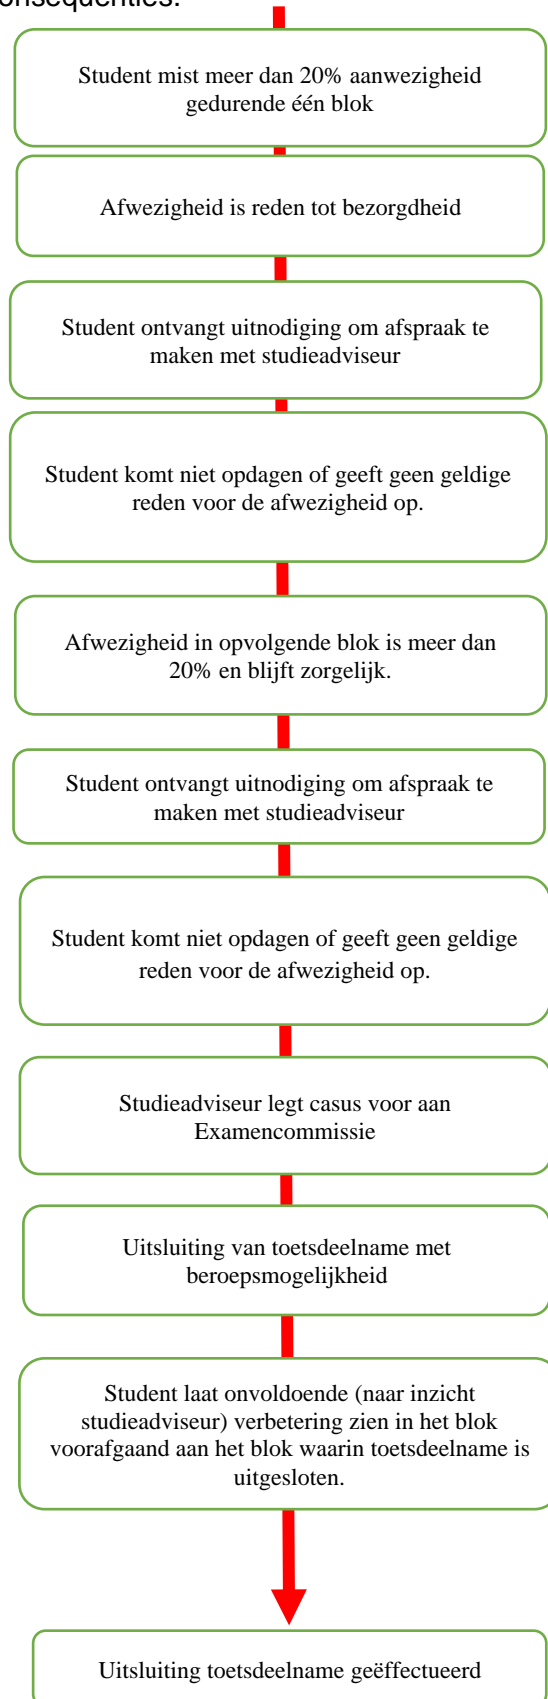 consequenties:
Student mist meer dan 20% aanwezigheid
gedurende één blok
Afwezigheid is reden tot bezorgdheid
Student ontvangt uitnodiging om afspraak te
maken met studieadviseur
Student komt niet opdagen of geeft geen geldige
reden voor de afwezigheid op.
Afwezigheid in opvolgende blok is meer dan
20% en blijft zorgelijk.
Student ontvangt uitnodiging om afspraak te
maken met studieadviseur
Student komt niet opdagen of geeft geen geldige
reden voor de afwezigheid op.
Studieadviseur legt casus voor aan
Examencommissie
Uitsluiting van toetsdeelname met
beroepsmogelijkheid
Student laat onvoldoende (naar inzicht
studieadviseur) verbetering zien in het blok
voorafgaand aan het blok waarin toetsdeelname is
uitgesloten.
Uitsluiting toetsdeelname geëffectueerd